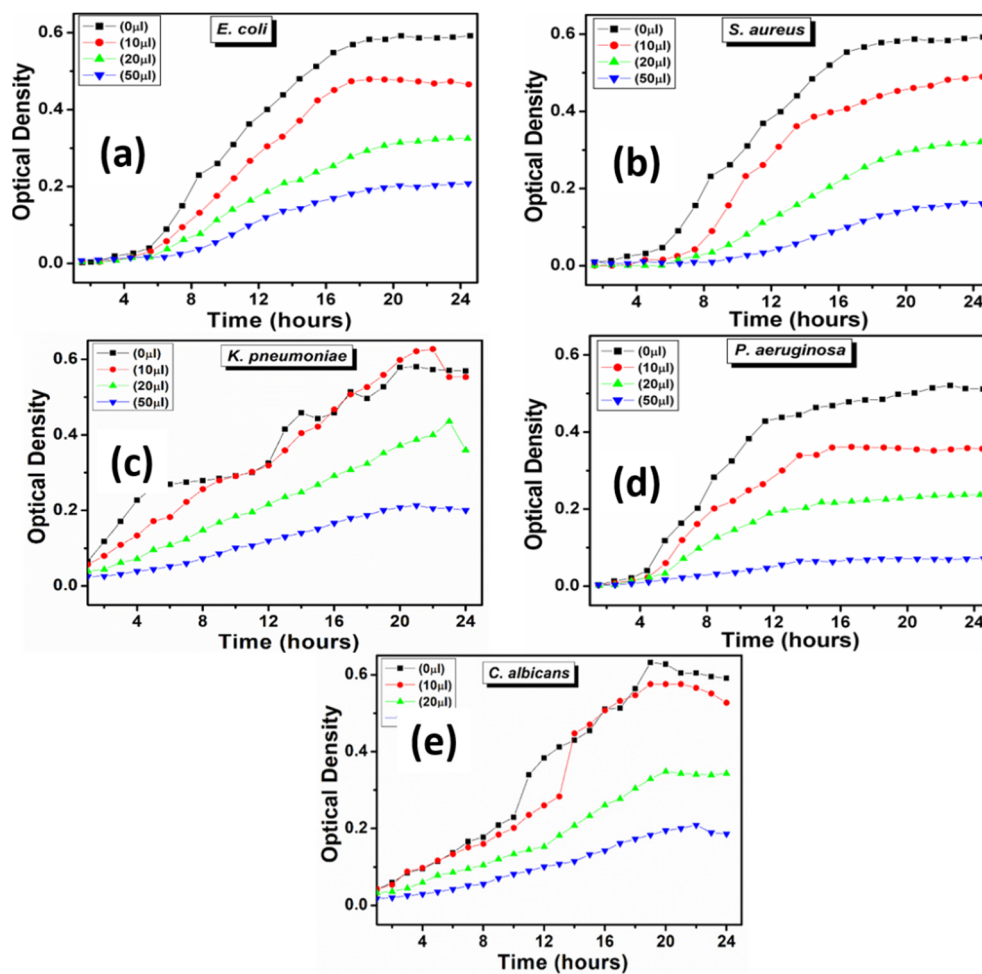 E. coli
(0µl)
(10µl)
(20µl)
(50µl)
(a)
Optical Density
0.6
0.4
0.2
0.0
4 8 12 16 20 24
Time (hours)
S. aureus
(0µl)
(10µl)
(20µl)
(50µl)
(b)
Optical Density
0.6
0.4
0.2
0.0
4 8 12 16 20 24
Time (hours)
K. pneumoniae
(0µl)
(10µl)
(20µl)
(50µl)
(c)
Optical Density
0.6
0.4
0.2
0.0
4 8 12 16 20 24
Time (hours)
P. aeruginosa
(0µl)
(10µl)
(20µl)
(50µl)
(d)
Optical Density
0.6
0.4
0.2
0.0
4 8 12 16 20 24
Time (hours)
C. albicans
(0µl)
(10µl)
(20µl)
(e)
Optical Density
0.6
0.4
0.2
0.0
4 8 12 16 20 24
Time (hours)